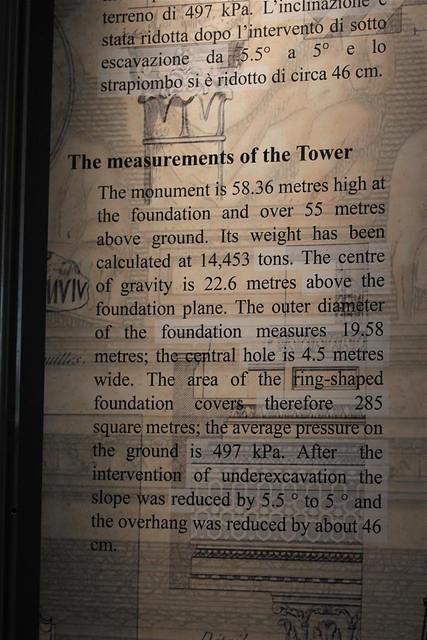 terreno di 497 kPa. L'inclinazione è
stata ridotta dopo l'intervento di sotto
escavazione da 5.5° a 5° e lo
strapiombo si è ridotto di circa 46 cm.
The measurements of the Tower
The monument is 58.36 metres high at
the foundation and over 55 metres
above ground. Its weight has been
calculated at 14,453 tons. The centre
of gravity is 22.6 metres above the
foundation plane. The outer diameter
of the foundation measures 19.58
metres; the central hole is 4.5 metres
wide. The area of the ring-shaped
foundation covers therefore 285
square metres; the average pressure on
the ground is 497 kPa. After the
intervention of underexcavation the
slope was reduced by 5.5 ° to 5 ° and
the overhang was reduced by about 46
cm.